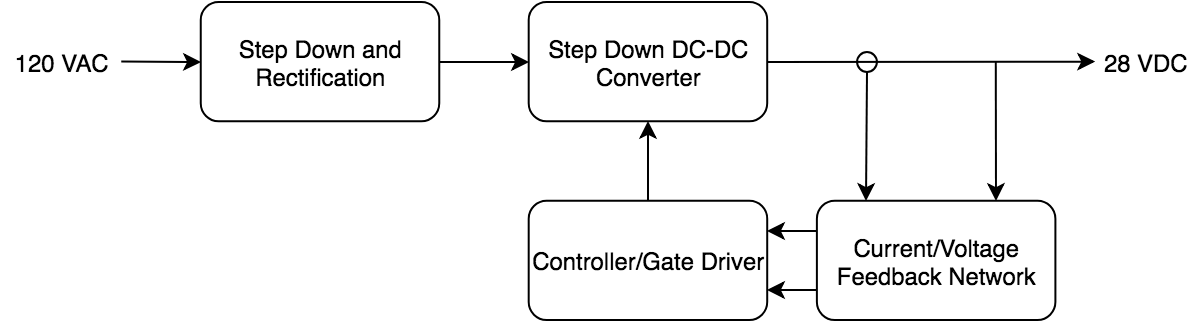 120 VAC
Step Down and
Rectification
Step Down DC-DC
Converter
28 VDC
Controller/Gate Driver
Current/Voltage
Feedback Network